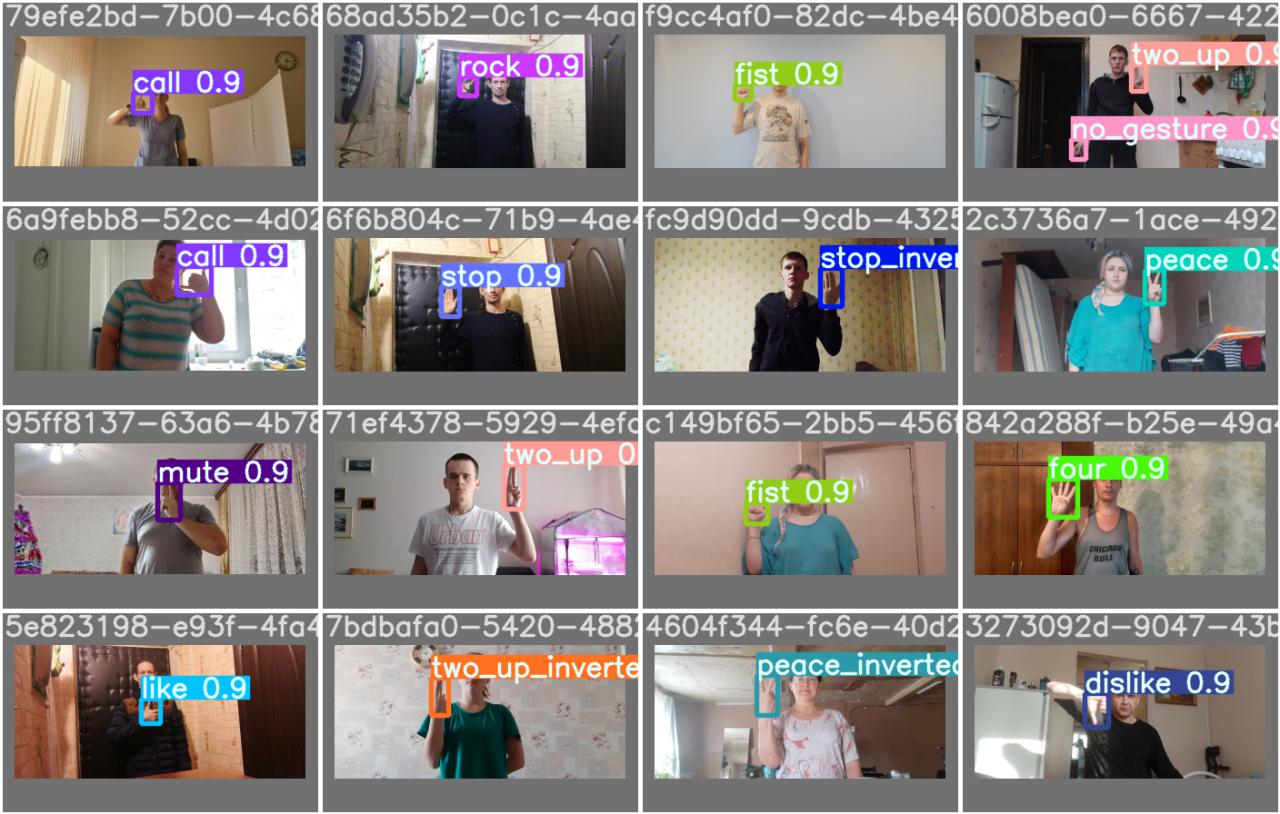 79efe2bd-7b00-4c68
call 0.9
68ad35b2-0c1c-4aa
rock 0.9
f9cc4af0-82dc-4be4
fist 0.9
6008bea0-6667-422
two_up 0.9
no_gesture 0.9
6a9febb8-52cc-4d02
call 0.9
6f6b804c-71b9-4ae4
stop 0.9
fc9d90dd-9cdb-4325
stop_inver
2c3736a7-1ace-492
peace 0.9
95ff8137-63a6-4b78
mute 0.9
71ef4378-5929-4efc
two_up 0
Urban
c149bf65-2bb5-456f
fist 0.9
842a288f-b25e-49a4
four 0.9
CHICAGO
BULL
5e823198-e93f-4fa4
like 0.9
7bdbafa0-5420-4882
two_up_inverte
4604f344-fc6e-40d2
peace_inverted
3273092d-9047-43b
dislike 0.9